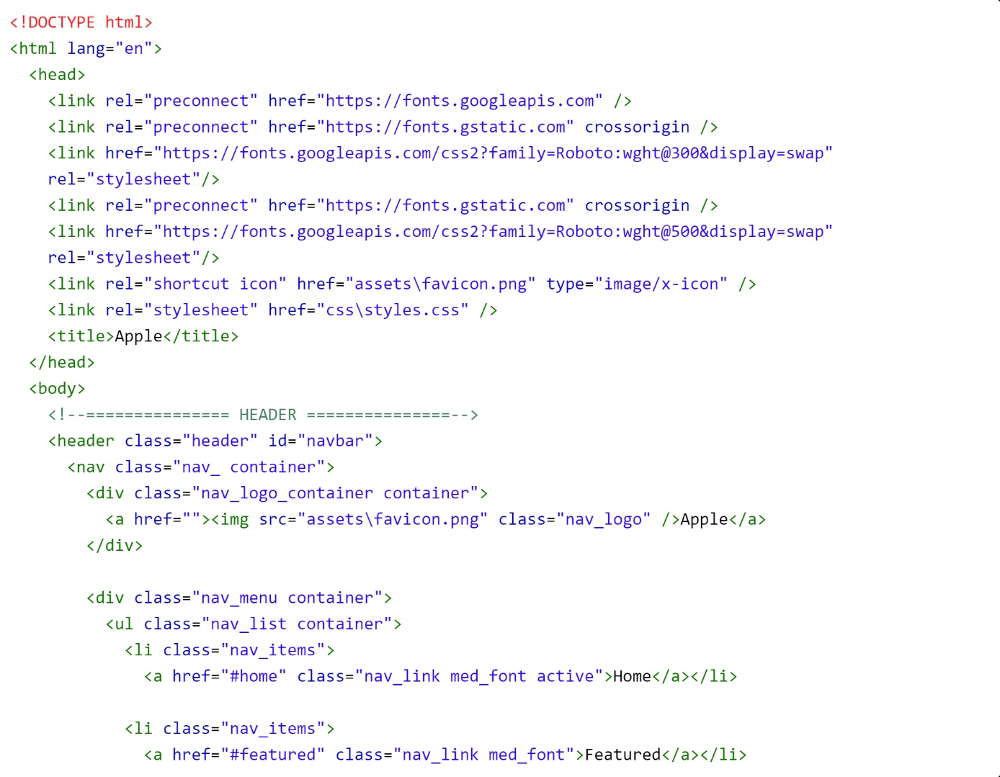 <!DOCTYPE html>
<html lang="en">
  <head>
    <link rel="preconnect" href="https://fonts.googleapis.com" />
    <link rel="preconnect" href="https://fonts.gstatic.com" crossorigin />
    <link href="https://fonts.googleapis.com/css2?family=Roboto:wght@300&display=swap"
    rel="stylesheet"/>
    <link rel="preconnect" href="https://fonts.gstatic.com" crossorigin />
    <link href="https://fonts.googleapis.com/css2?family=Roboto:wght@500&display=swap"
    rel="stylesheet"/>
    <link rel="shortcut icon" href="assets\favicon.png" type="image/x-icon" />
    <link rel="stylesheet" href="css\styles.css" />
    <title>Apple</title>
  </head>
  <body>
    <!--=============== HEADER ===============-->
    <header class="header" id="navbar">
      <nav class="nav_ container">
        <div class="nav_logo_container container">
          <a href=""><img src="assets\favicon.png" class="nav_logo" />Apple</a>
        </div>

        <div class="nav_menu container">
          <ul class="nav_list container">
            <li class="nav_items">
              <a href="#home" class="nav_link med_font active">Home</a></li>

            <li class="nav_items">
              <a href="#featured" class="nav_link med_font">Featured</a></li>